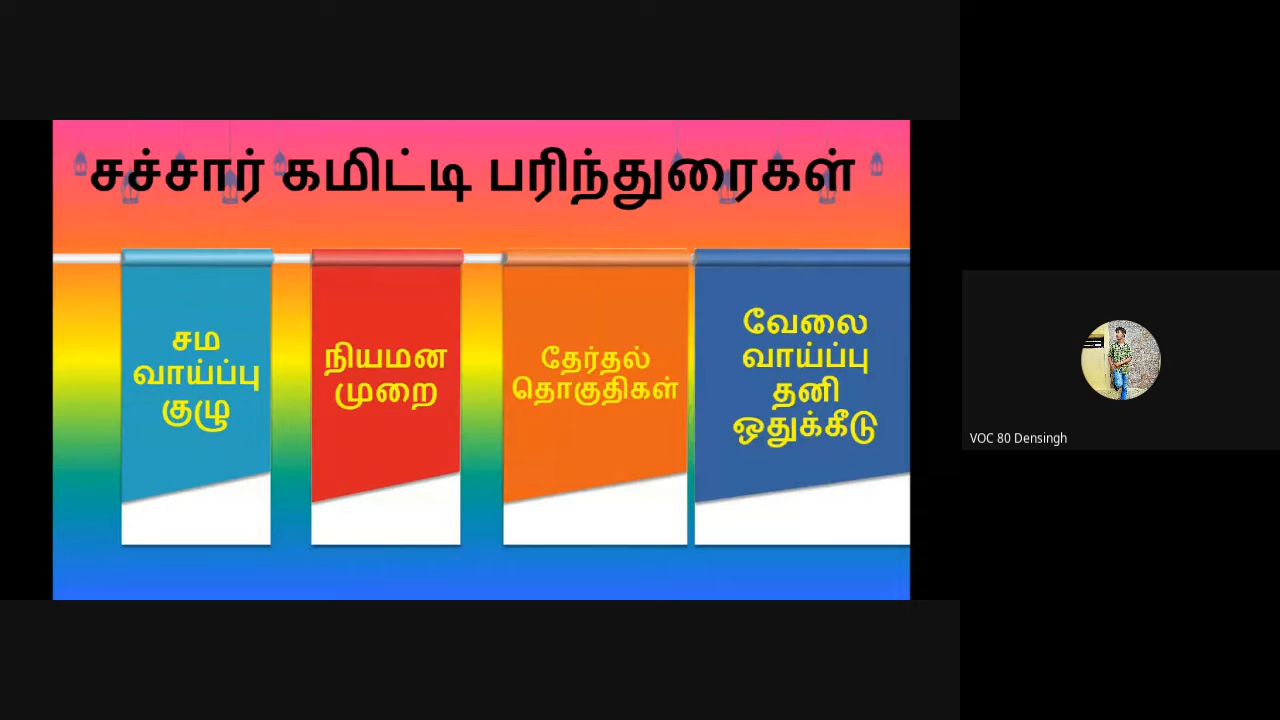 சச்சார் கமிட்டி பரிந்துரைகள்
சம
வாய்ப்பு
குழு
நியமன
முறை
தேர்தல்
தொகுதிகள்
வேலை
வாய்ப்பு
தனி
ஒதுக்கீடு
VOC 80 Densingh